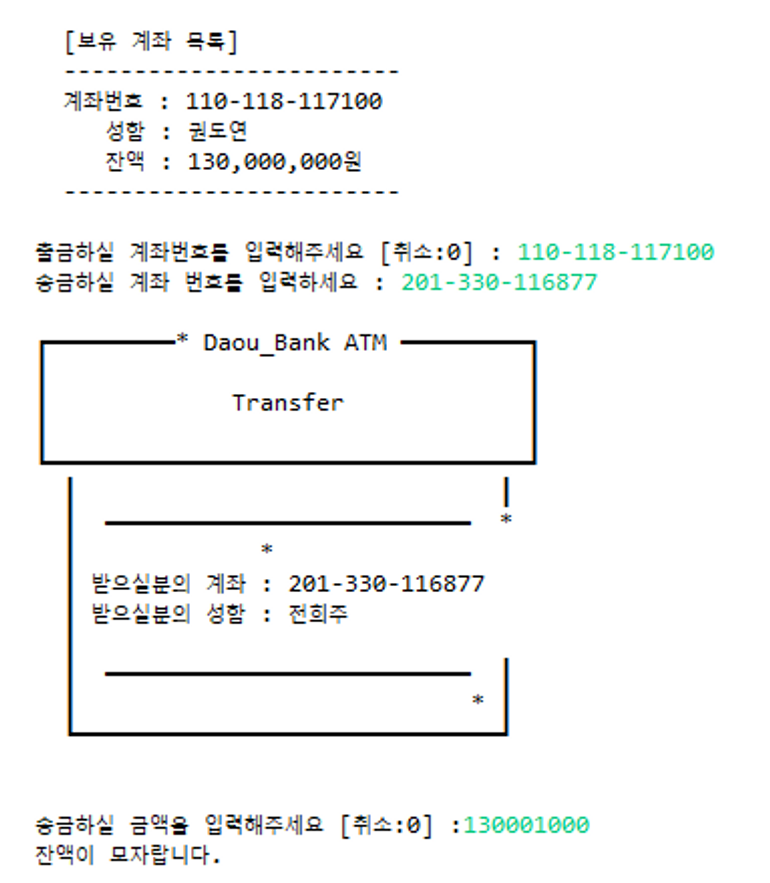 [보유 계좌 목록]
------------------------
계좌번호 : 110-118-117100
성함 : 권도연
잔액 : 130,000,000원
------------------------
출금하실 계좌번호를 입력해주세요 [취소:0] : 110-118-117100
송금하실 계좌 번호를 입력하세요 : 201-330-116877
* Daou_Bank ATM
Transfer
*
*
받으실분의 계좌 : 201-330-116877
받으실분의 성함 : 전희주
*
송금하실 금액을 입력해주세요 [취소:0] :130001000
잔액이 모자랍니다.